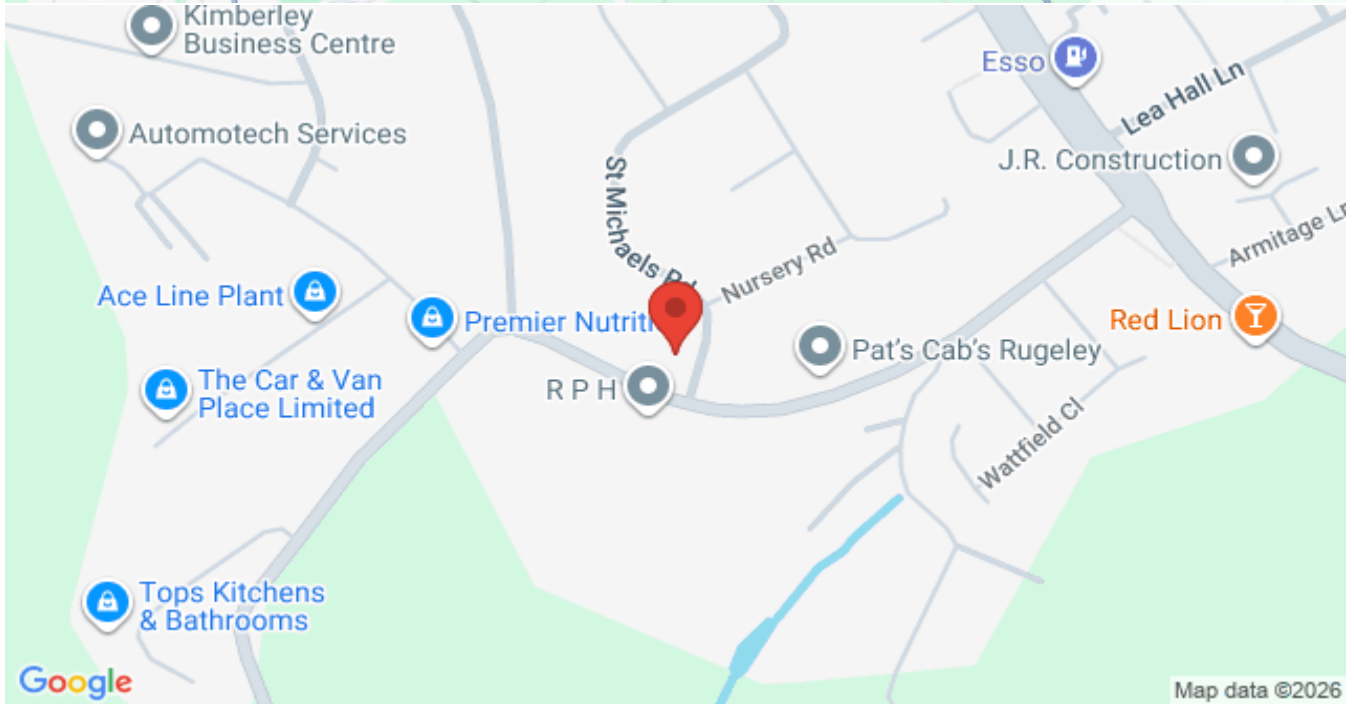 Kimberley
Business Centre
Esso
Lea Hall Ln
Automotech Services
J.R. Construction
St Michaels Rd
Armitage Ln
Nursery Rd
Ace Line Plant
Premier Nutriti
Red Lion
Pat's Cab's Rugeley
The Car & Van
Place Limited
R P H
Wattfield Cl
Tops Kitchens
& Bathrooms
Google
Map data ©2026